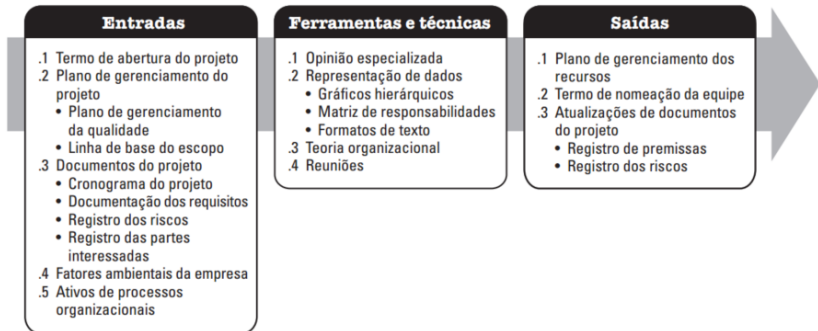 Entradas
.1 Termo de abertura do projeto
.2 Plano de gerenciamento do
projeto
• Plano de gerenciamento
da qualidade
• Linha de base do escopo
.3 Documentos do projeto
• Cronograma do projeto
• Documentação dos requisitos
• Registro dos riscos
• Registro das partes
interessadas
.4 Fatores ambientais da empresa
.5 Ativos de processos
organizacionais
Ferramentas e técnicas
.1 Opinião especializada
.2 Representação de dados
• Gráficos hierárquicos
• Matriz de responsabilidades
• Formatos de texto
.3 Teoria organizacional
.4 Reuniões
Saídas
.1 Plano de gerenciamento dos
recursos
.2 Termo de nomeação da equipe
.3 Atualizações de documentos
do projeto
• Registro de premissas
• Registro dos riscos